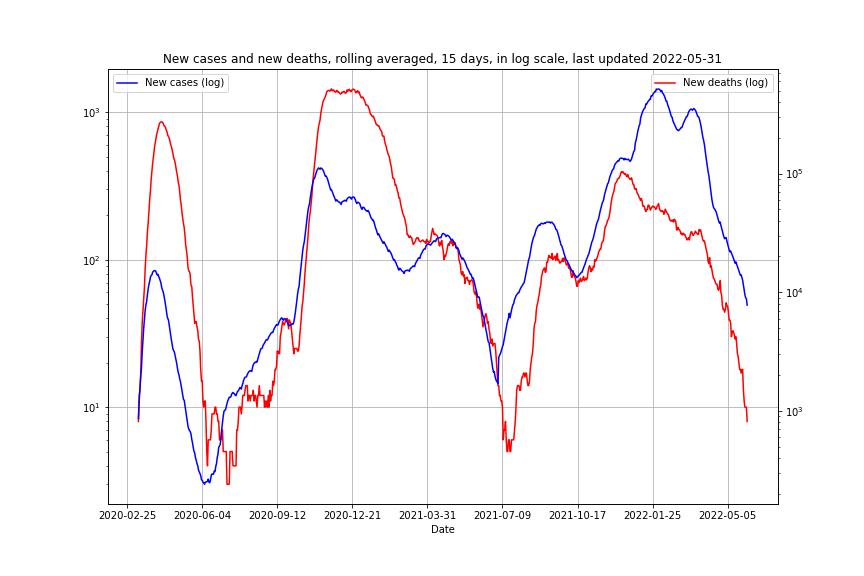 New cases and new deaths, rolling averaged, 15 days, in log scale, last updated 2022-05-31
New cases (log)
New deaths (log)
10³
10²
10¹
10⁵
10⁴
10³
2020-02-25 2020-06-04 2020-09-12 2020-12-21 2021-03-31 2021-07-09 2021-10-17 2022-01-25 2022-05-05
Date